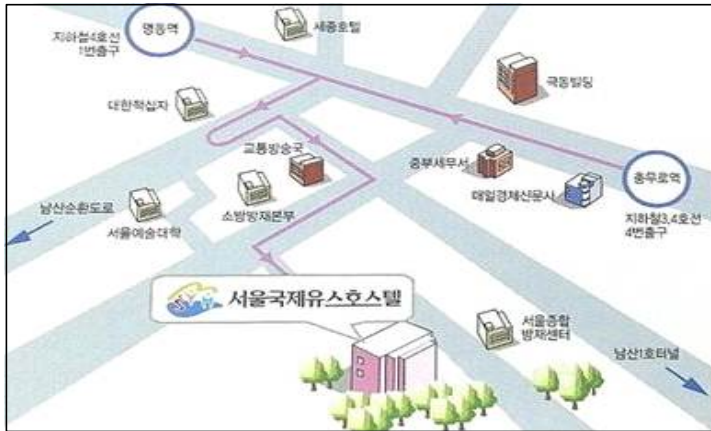 명동역
지하철4호선
1번출구
세종호텔
극동빌딩
대한적십자
교통방송국
중부세무서
충무로역
매일경제신문사
남산순환도로
서울예술대학
소방방재본부
지하철3,4호선
4번출구
서울국제유스호스텔
서울종합
방재센터
남산1호터널